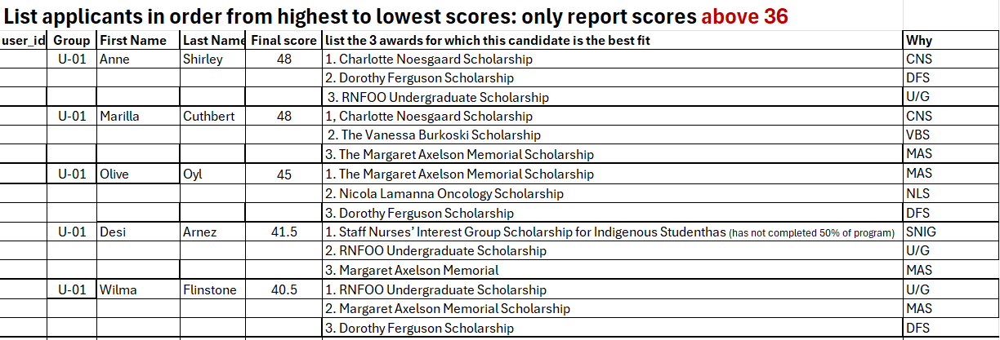 List applicants in order from highest to lowest scores: only report scores above 36
user_id Group First Name Last Name Final score list the 3 awards for which this candidate is the best fit Why
U-01 Anne Shirley 48 1. Charlotte Noesgaard Scholarship CNS
2. Dorothy Ferguson Scholarship DFS
3. RNFOO Undergraduate Scholarship U/G
U-01 Marilla Cuthbert 48 1, Charlotte Noesgaard Scholarship CNS
2. The Vanessa Burkoski Scholarship VBS
3. The Margaret Axelson Memorial Scholarship MAS
U-01 Olive Oyl 45 1. The Margaret Axelson Memorial Scholarship MAS
2. Nicola Lamanna Oncology Scholarship NLS
3. Dorothy Ferguson Scholarship DFS
U-01 Desi Arnez 41.5 1. Staff Nurses' Interest Group Scholarship for Indigenous Studenthas (has not completed 50% of program) SNIG
2. RNFOO Undergraduate Scholarship U/G
3. Margaret Axelson Memorial MAS
U-01 Wilma Flinstone 40.5 1. RNFOO Undergraduate Scholarship U/G
2. Margaret Axelson Memorial Scholarship MAS
3. Dorothy Ferguson Scholarship DFS